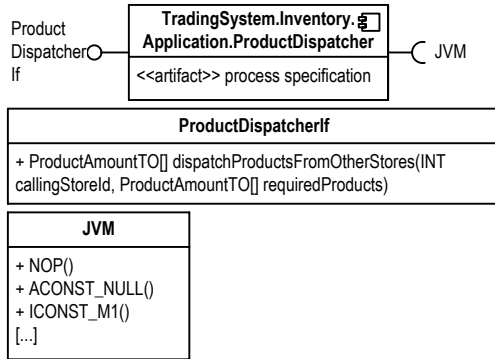 Product
Dispatcher
If
TradingSystem.Inventory.
Application.ProductDispatcher
<<artifact>> process specification
JVM
ProductDispatcherIf
+ ProductAmountTO[] dispatchProductsFromOtherStores(INT
callingStoreId, ProductAmountTO[] requiredProducts)
JVM
+ NOP()
+ ACONST_NULL()
+ ICONST_M1()
[...]